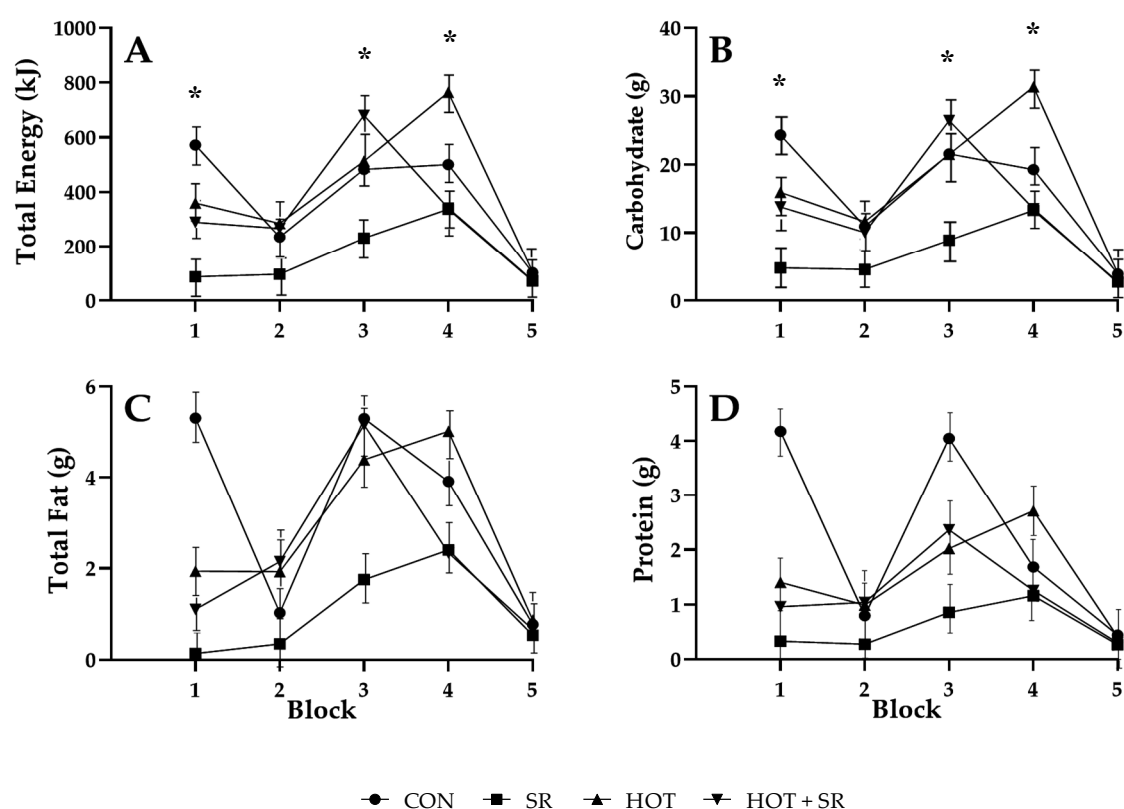 A
*
*
*
Total Energy (kJ)
1000
800
600
400
200
0
1 2 3 4 5
B
*
*
*
Carbohydrate (g)
40
30
20
10
0
1 2 3 4 5
C
Total Fat (g)
6
4
2
0
1 2 3 4 5
Block
D
Protein (g)
5
4
3
2
1
0
1 2 3 4 5
Block
CON SR HOT HOT + SR